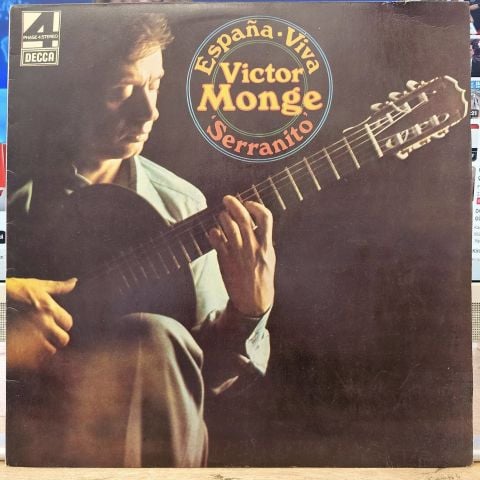 4
PHASE 4 STEREO
DECCA
España · Viva
Victor
Monge
'Serranito'